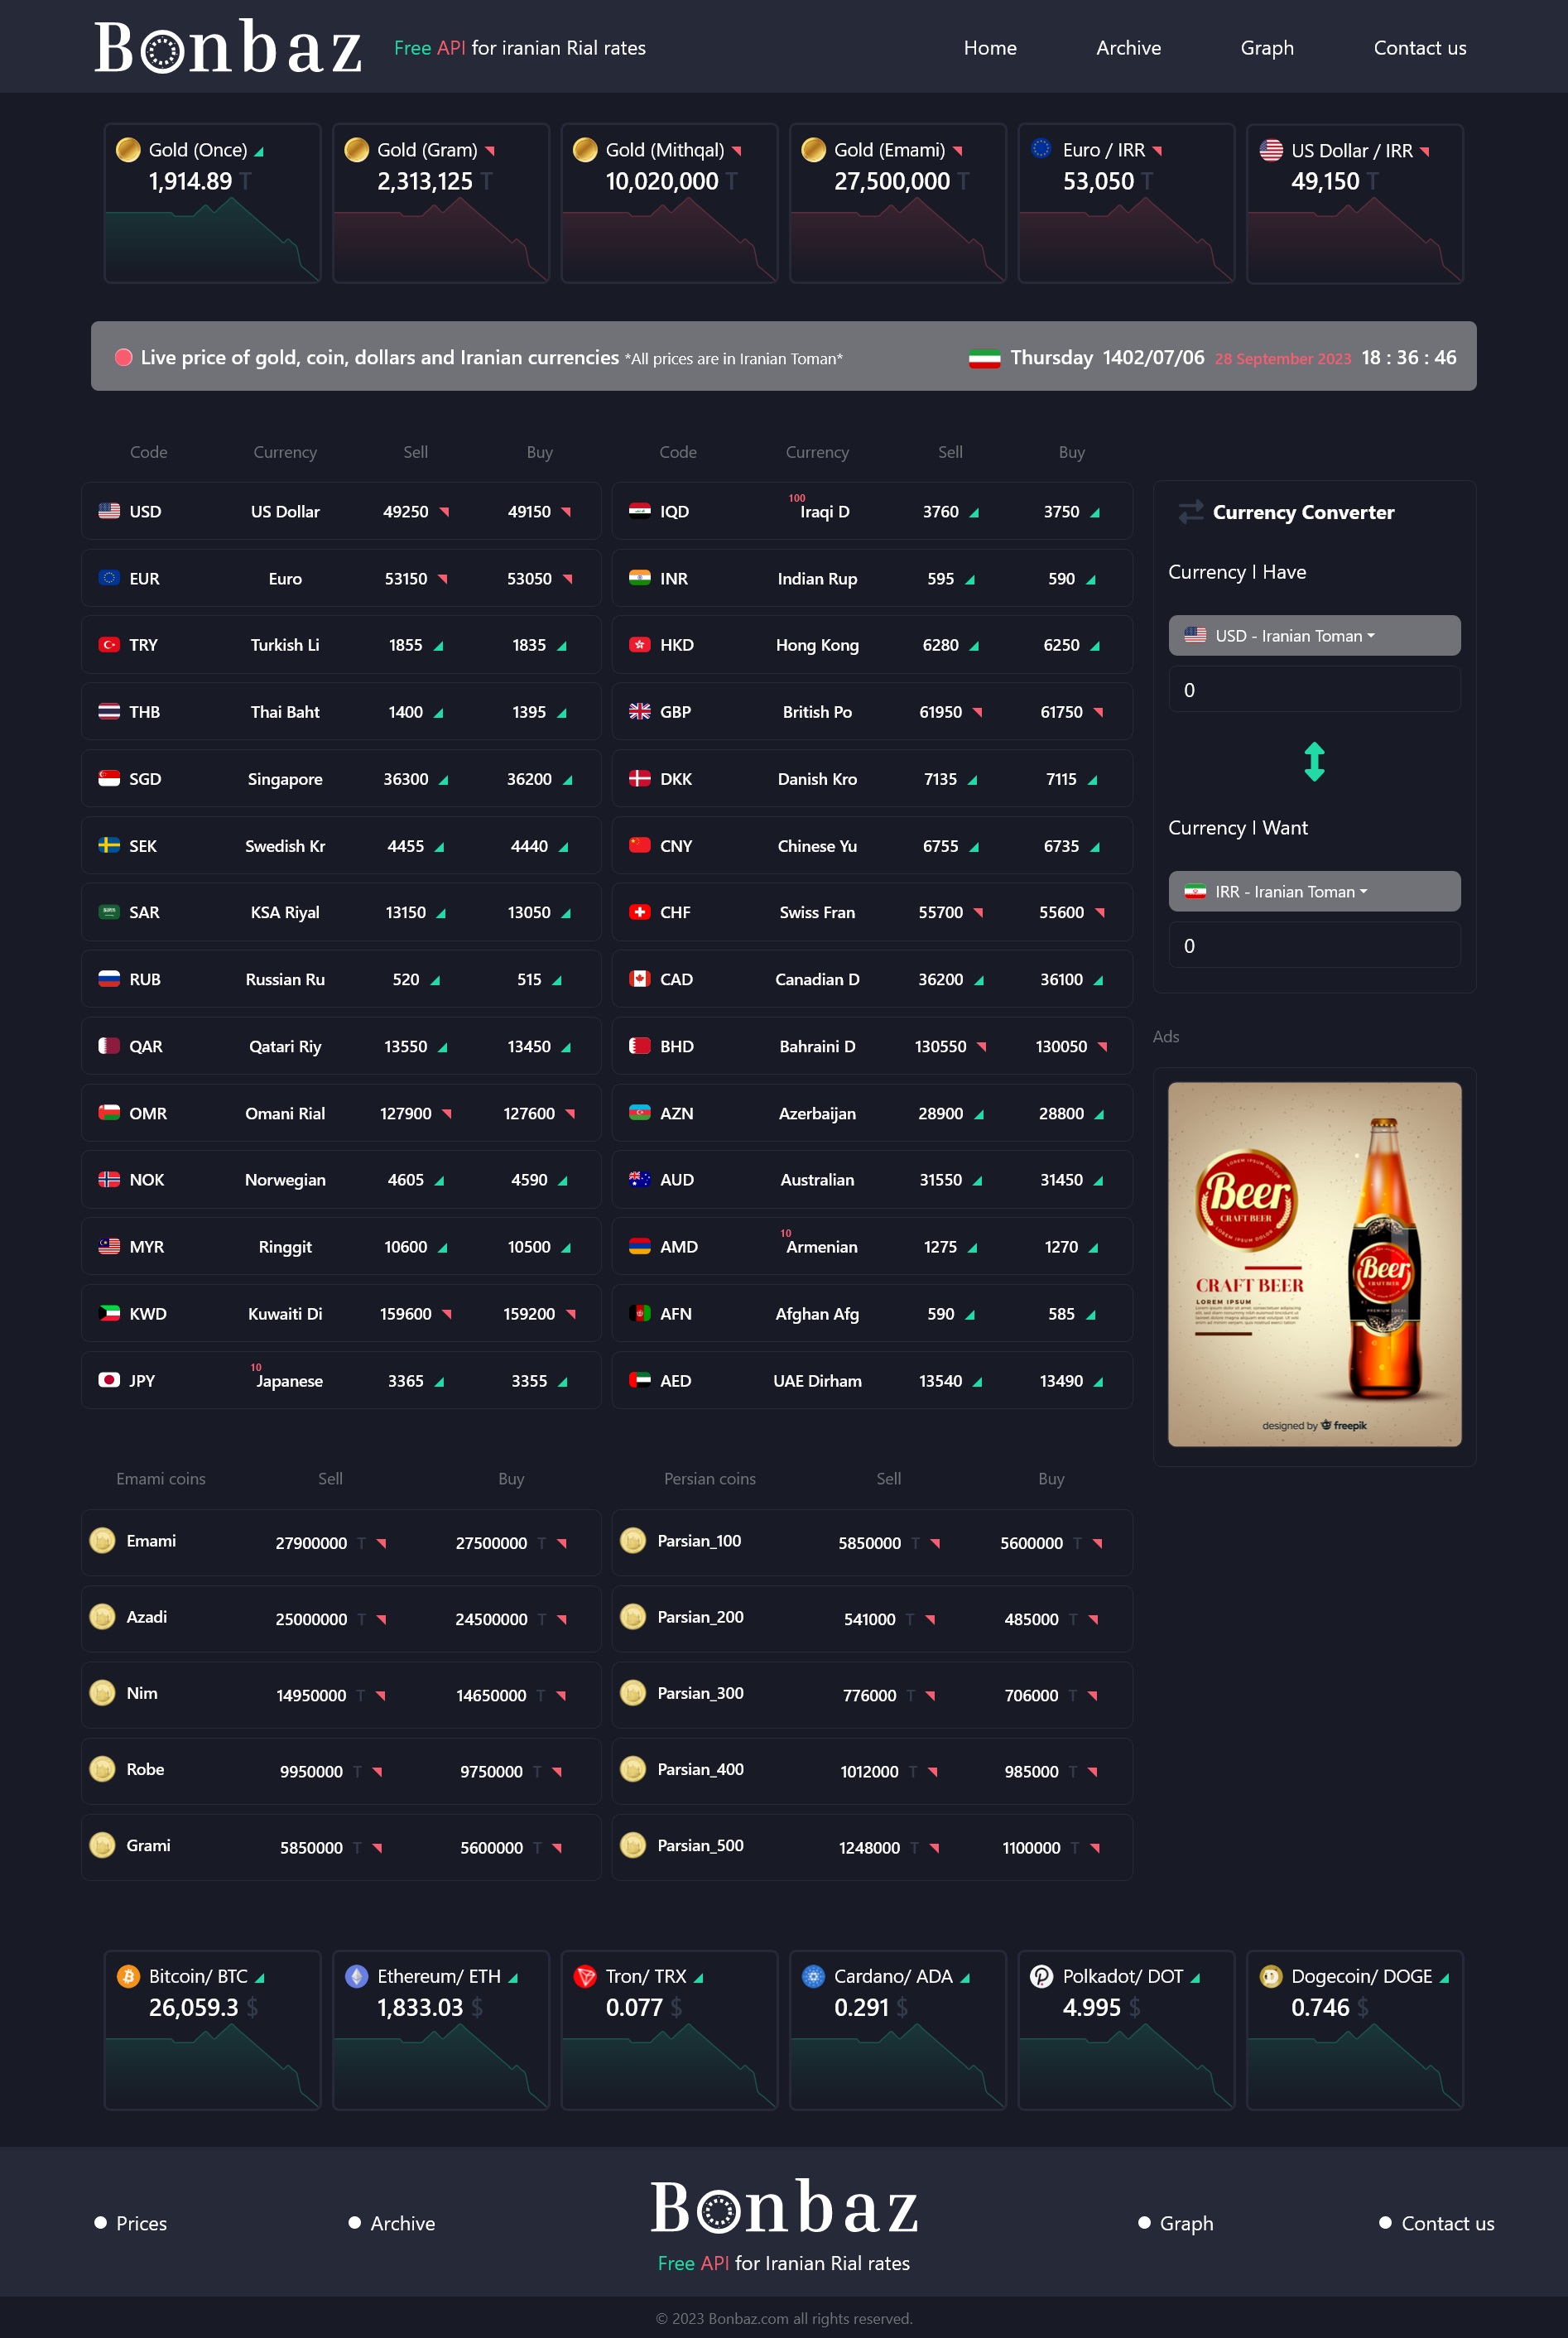 Bonbaz Free API for iranian Rial rates Home Archive Graph Contact us
Gold (Once) Gold (Gram) Gold (Mithqal) Gold (Emami) Euro / IRR US Dollar / IRR
1,914.89 T 2,313,125 T 10,020,000 T 27,500,000 T 53,050 T 49,150 T
Live price of gold, coin, dollars and Iranian currencies *All prices are in Iranian Toman* Thursday 1402/07/06 28 September 2023 18 : 36 : 46
Code Currency Sell Buy Code Currency Sell Buy
USD US Dollar 49250 49150 IQD 100 Iraqi D 3760 3750
EUR Euro 53150 53050 INR Indian Rup 595 590
TRY Turkish Li 1855 1835 HKD Hong Kong 6280 6250
THB Thai Baht 1400 1395 GBP British Po 61950 61750
SGD Singapore 36300 36200 DKK Danish Kro 7135 7115
SEK Swedish Kr 4455 4440 CNY Chinese Yu 6755 6735
SAR KSA Riyal 13150 13050 CHF Swiss Fran 55700 55600
RUB Russian Ru 520 515 CAD Canadian D 36200 36100
QAR Qatari Riy 13550 13450 BHD Bahraini D 130550 130050
OMR Omani Rial 127900 127600 AZN Azerbaijan 28900 28800
NOK Norwegian 4605 4590 AUD Australian 31550 31450
MYR Ringgit 10600 10500 AMD 10 Armenian 1275 1270
KWD Kuwaiti Di 159600 159200 AFN Afghan Afg 590 585
JPY 10 Japanese 3365 3355 AED UAE Dirham 13540 13490
Currency Converter
Currency I Have
USD - Iranian Toman
0
Currency I Want
IRR - Iranian Toman
0
Ads
LOREM IPSUM DOLOR
Beer
CRAFT BEER
LOREM IPSUM DOLOR
CRAFT BEER
LOREM IPSUM
Beer
CRAFT BEER
PREMIUM LOCAL
designed by freepik
Emami coins Sell Buy Persian coins Sell Buy
Emami 27900000 T 27500000 T Parsian_100 5850000 T 5600000 T
Azadi 25000000 T 24500000 T Parsian_200 541000 T 485000 T
Nim 14950000 T 14650000 T Parsian_300 776000 T 706000 T
Robe 9950000 T 9750000 T Parsian_400 1012000 T 985000 T
Grami 5850000 T 5600000 T Parsian_500 1248000 T 1100000 T
Bitcoin/ BTC Ethereum/ ETH Tron/ TRX Cardano/ ADA Polkadot/ DOT Dogecoin/ DOGE
26,059.3 $ 1,833.03 $ 0.077 $ 0.291 $ 4.995 $ 0.746 $
Prices Archive Bonbaz Graph Contact us
Free API for Iranian Rial rates
© 2023 Bonbaz.com all rights reserved.